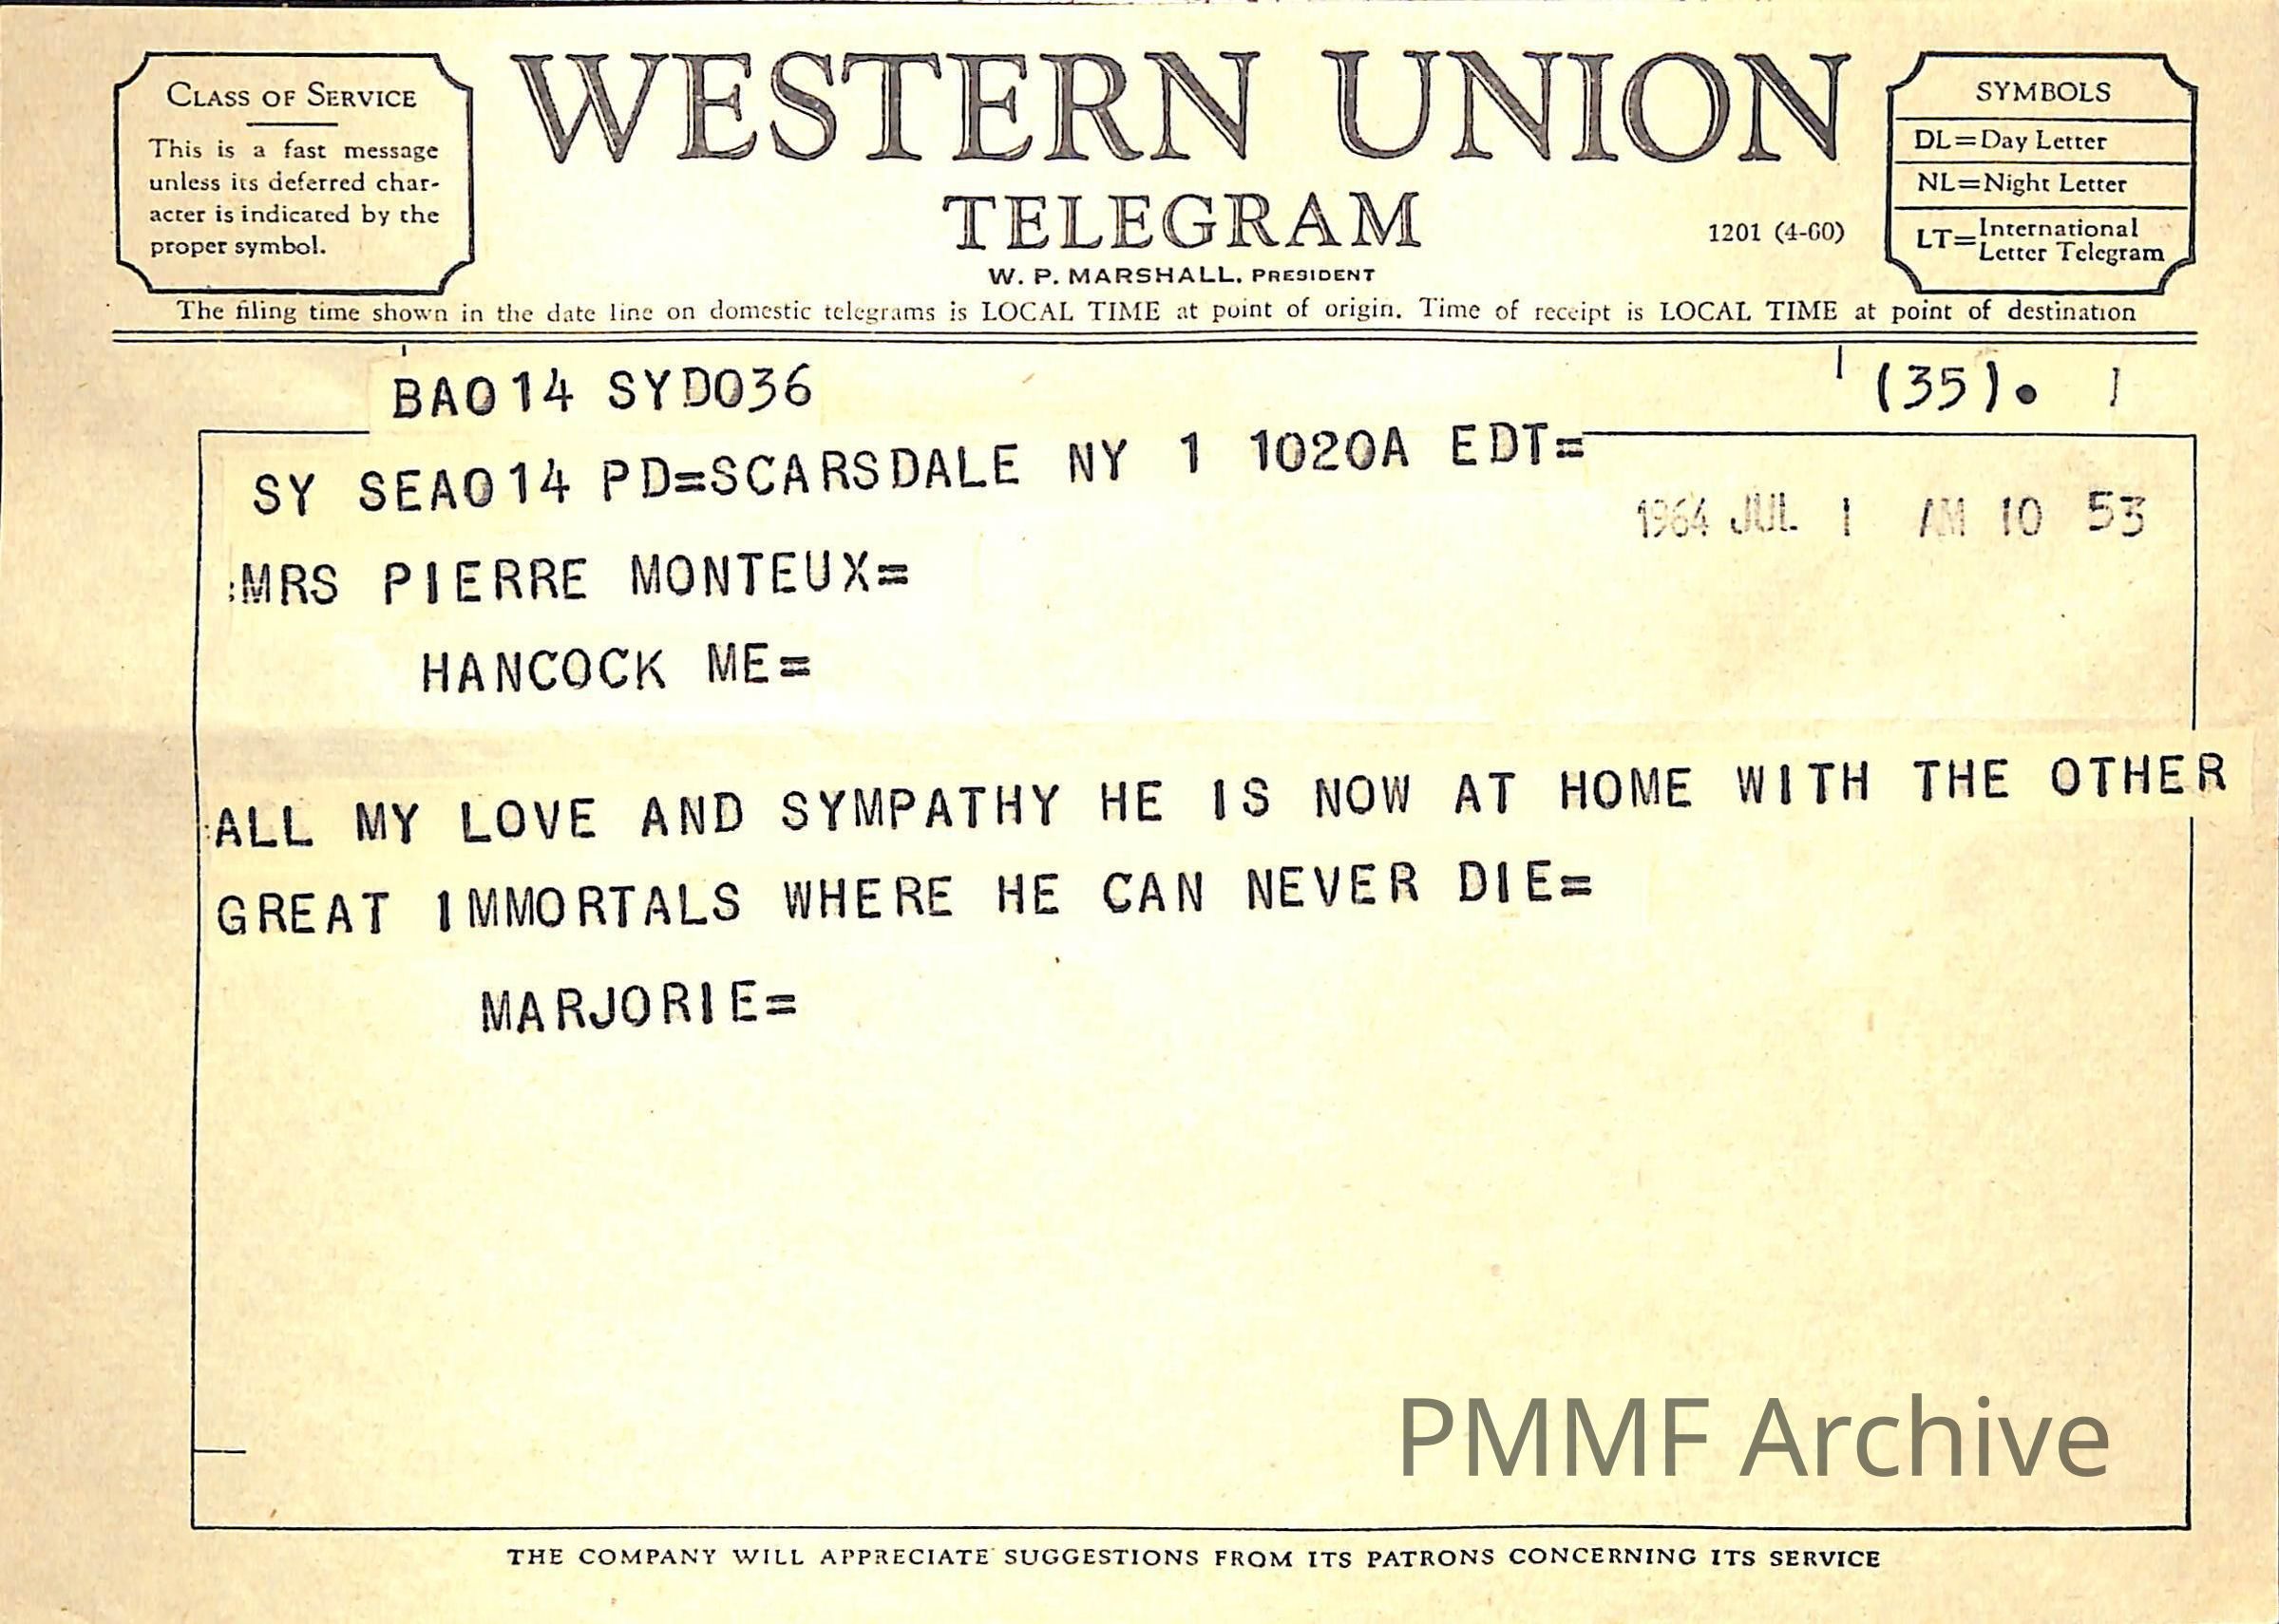 CLASS OF SERVICE
This is a fast message
unless its deferred char-
acter is indicated by the
proper symbol.
WESTERN UNION
TELEGRAM
W. P. MARSHALL, PRESIDENT
1201 (4-60)
SYMBOLS
DL=Day Letter
NL=Night Letter
LT=International
Letter Telegram
The filing time shown in the date line on domestic telegrams is LOCAL TIME at point of origin. Time of receipt is LOCAL TIME at point of destination
BA014 SYD036
(35).
SY SEA014 PD=SCARSDALE NY 1 1020A EDT=
1964 JUL 1 AM 10 53
:MRS PIERRE MONTEUX=
HANCOCK ME=
:ALL MY LOVE AND SYMPATHY HE IS NOW AT HOME WITH THE OTHER
GREAT IMMORTALS WHERE HE CAN NEVER DIE=
MARJORIE=
PMMF Archive
THE COMPANY WILL APPRECIATE SUGGESTIONS FROM ITS PATRONS CONCERNING ITS SERVICE